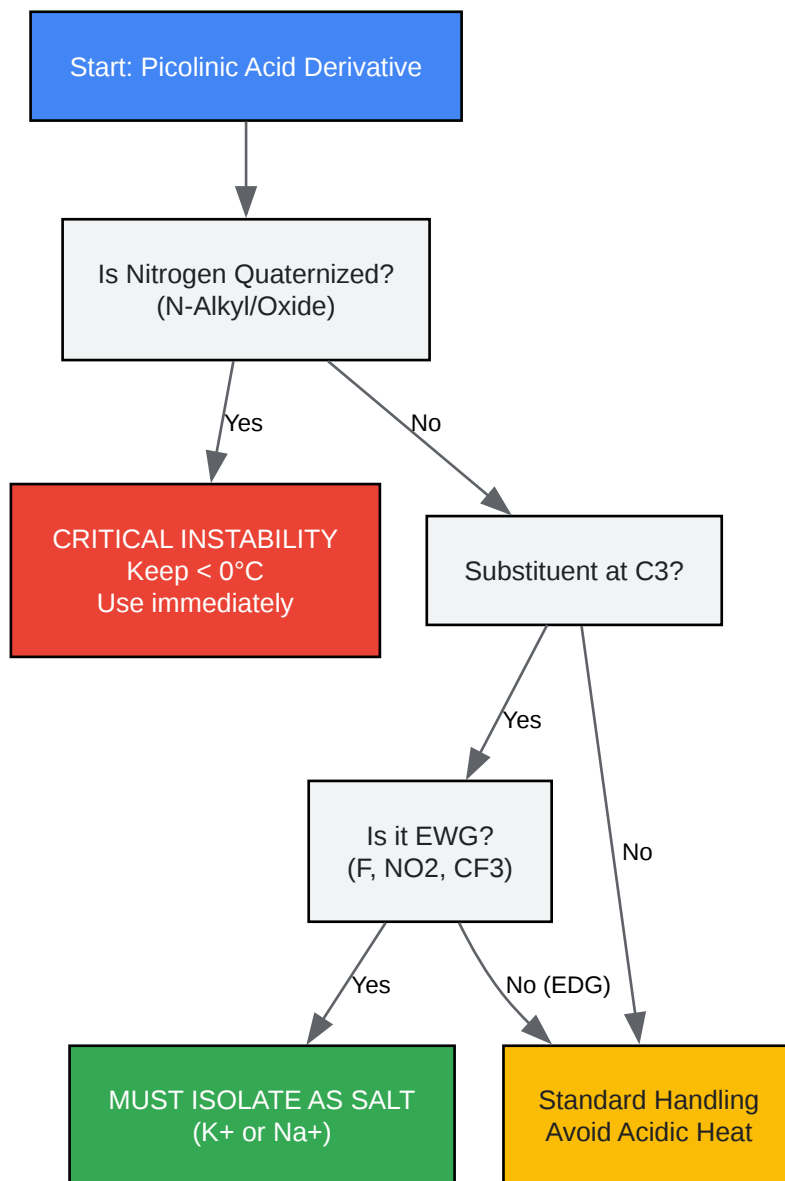 Start: Picolinic Acid Derivative
Is Nitrogen Quaternized?
(N-Alkyl/Oxide)
Yes
No
CRITICAL INSTABILITY
Keep < 0°C
Use immediately
Substituent at C3?
Yes
No
Is it EWG?
(F, NO2, CF3)
Yes
No (EDG)
MUST ISOLATE AS SALT
(K+ or Na+)
Standard Handling
Avoid Acidic Heat